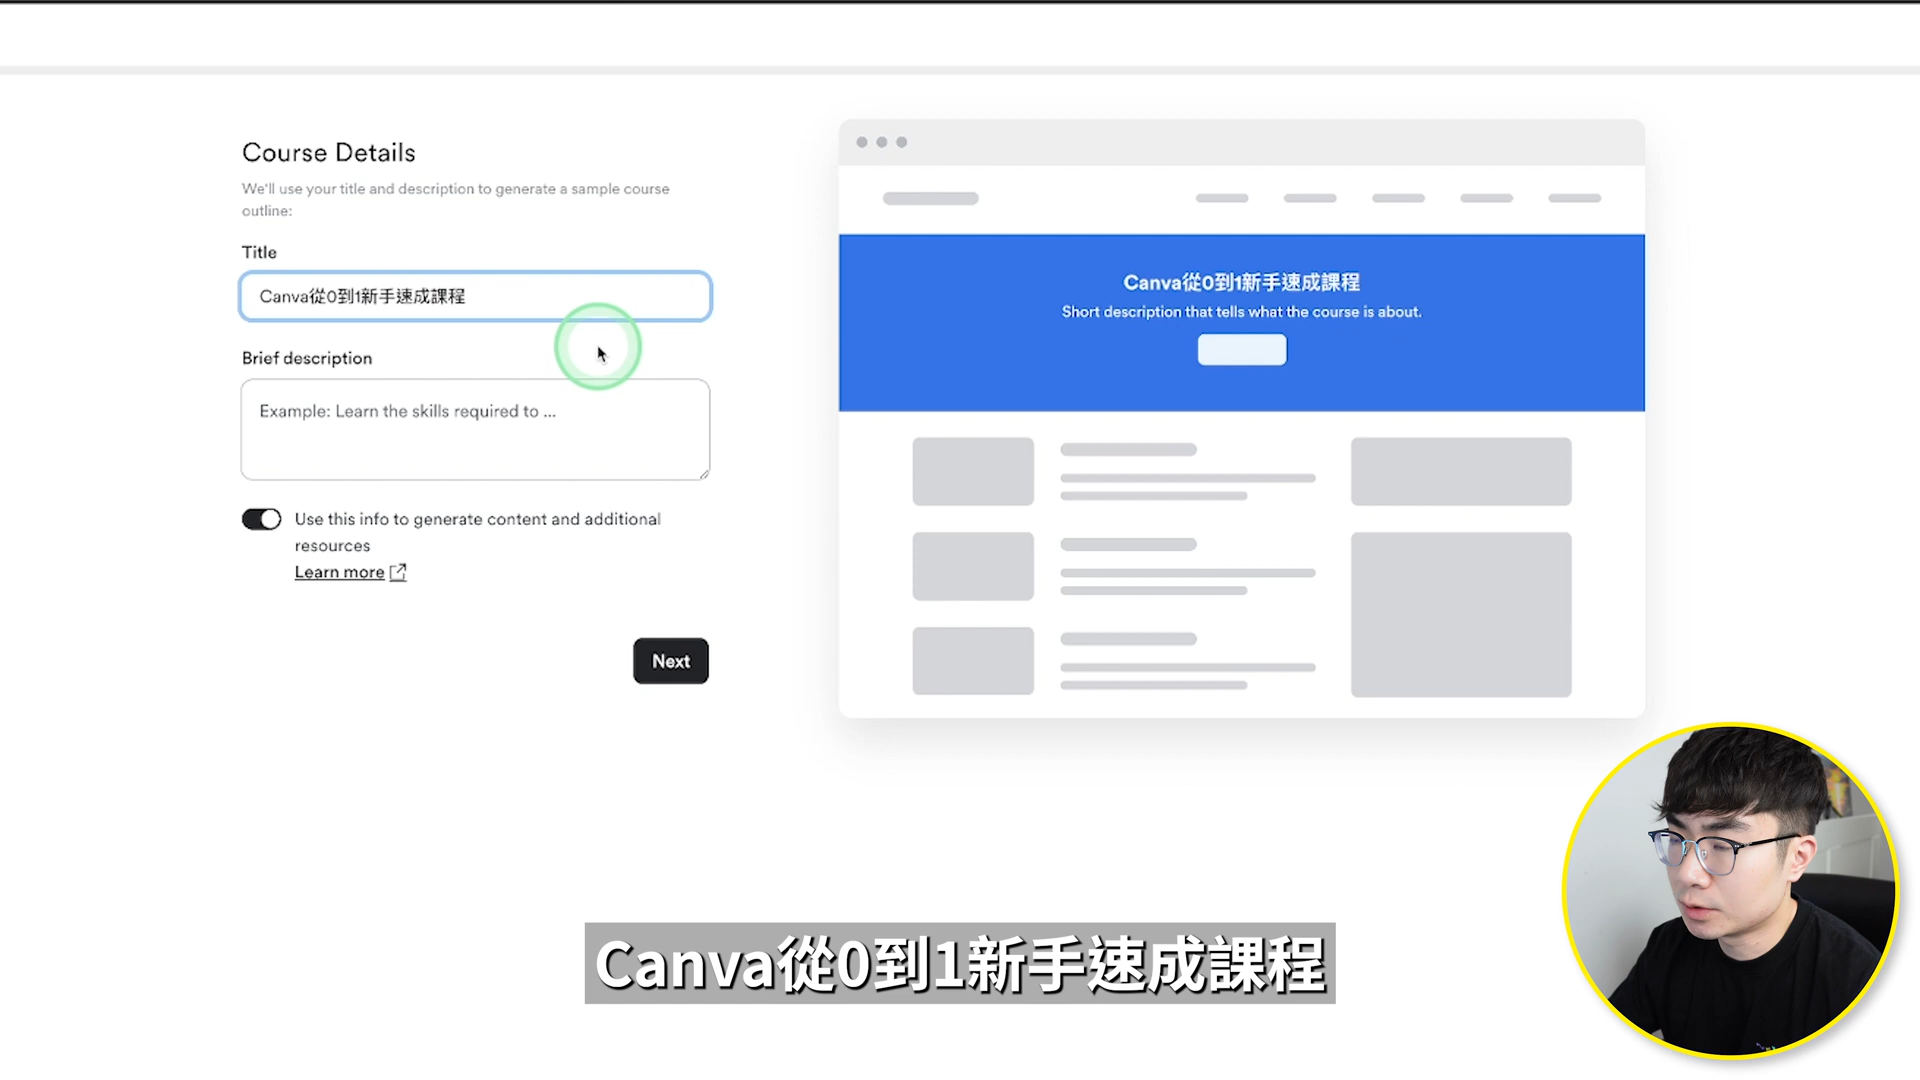 Course Details
We'll use your title and description to generate a sample course
outline:
Title
Canva從0到1新手速成課程
Brief description
Example: Learn the skills required to ...
Use this info to generate content and additional
resources
Learn more
Next
Canva從0到1新手速成課程
Short description that tells what the course is about.
Canva從0到1新手速成課程